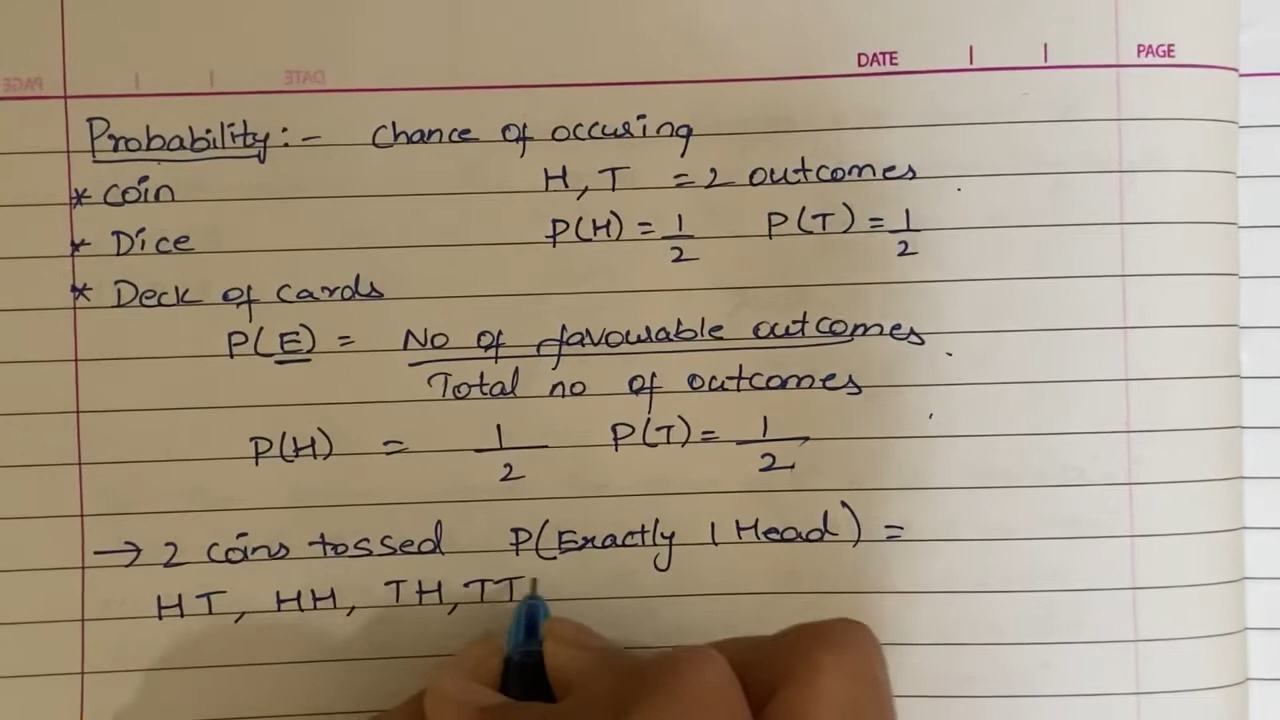 DATE | | PAGE
PAGE | | DATE
Probability:- Chance of occuring
* coin H, T = 2 outcomes
* Dice P(H) = 1/2 P(T) = 1/2
* Deck of cards
P(E) = No of favourable outcomes
Total no of outcomes
P(H) = 1/2 P(T) = 1/2
→ 2 coins tossed P(Exactly 1 Head) =
HT, HH, TH, TT